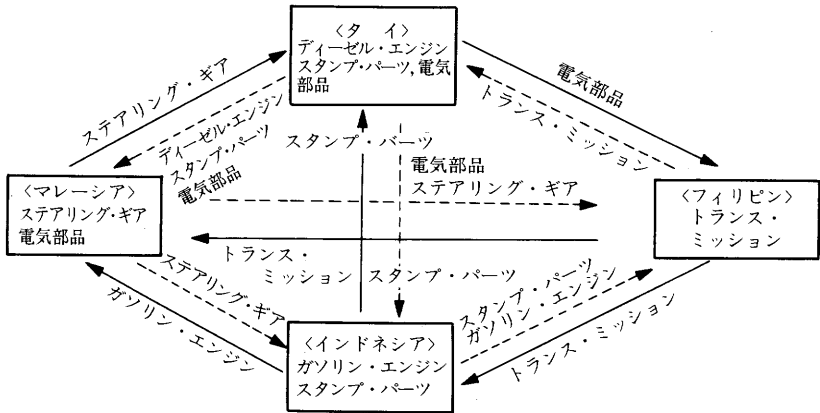 〈タ　イ〉
ディーゼル・エンジン
スタンプ・パーツ,電気
部品
ステアリング・ギア
電気部品
トランス・ミッション
ディーゼル・エンジン
スタンプ・パーツ
電気部品
スタンプ・パーツ
電気部品
ステアリング・ギア
〈マレーシア〉
ステアリング・ギア
電気部品
〈フィリピン〉
トランス・
ミッション
トランス・
ミッション
スタンプ・パーツ
ステアリング・ギア
ガソリン・エンジン
スタンプ・パーツ
ガソリン・エンジン
トランス・ミッション
〈インドネシア〉
ガソリン・エンジン
スタンプ・パーツ